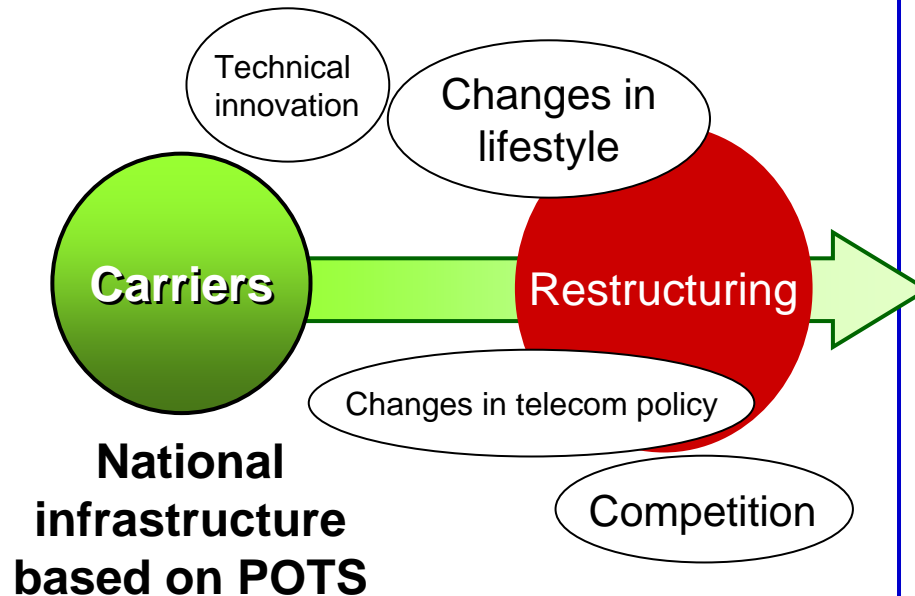 Technical
innovation
Changes in
lifestyle
Carriers
Restructuring
Changes in telecom policy
National
infrastructure
based on POTS
Competition